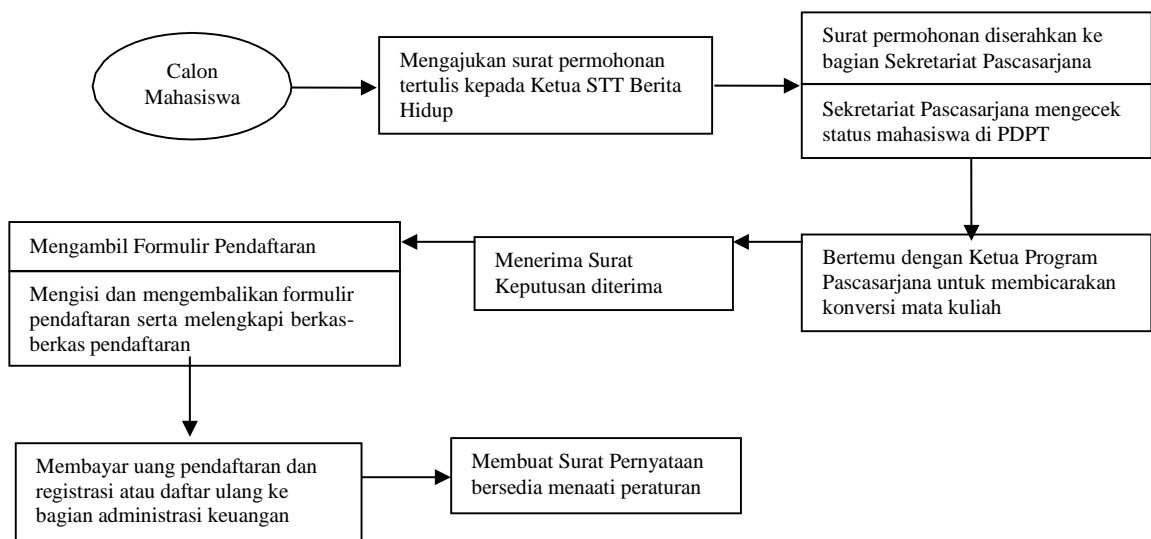 Calon
Mahasiswa
Mengajukan surat permohonan
tertulis kepada Ketua STT Berita
Hidup
Surat permohonan diserahkan ke
bagian Sekretariat Pascasarjana
Sekretariat Pascasarjana mengecek
status mahasiswa di PDPT
Bertemu dengan Ketua Program
Pascasarjana untuk membicarakan
konversi mata kuliah
Menerima Surat
Keputusan diterima
Mengambil Formulir Pendaftaran
Mengisi dan mengembalikan formulir
pendaftaran serta melengkapi berkas-
berkas pendaftaran
Membayar uang pendaftaran dan
registrasi atau daftar ulang ke
bagian administrasi keuangan
Membuat Surat Pernyataan
bersedia menaati peraturan